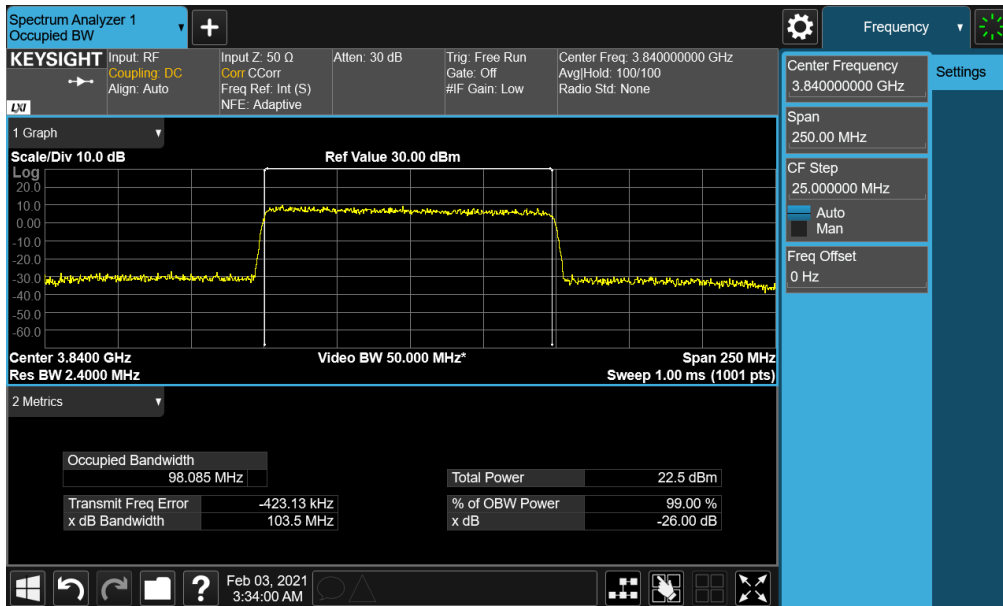 Spectrum Analyzer 1
Occupied BW
+
Frequency
KEYSIGHT
LXI
Input: RF
Coupling: DC
Align: Auto
Input Z: 50 Ω
Corr CCorr
Freq Ref: Int (S)
NFE: Adaptive
Atten: 30 dB
Trig: Free Run
Gate: Off
#IF Gain: Low
Center Freq: 3.840000000 GHz
Avg|Hold: 100/100
Radio Std: None
Center Frequency
3.840000000 GHz
Settings
Span
250.00 MHz
CF Step
25.000000 MHz
Auto
Man
Freq Offset
0 Hz
1 Graph
Scale/Div 10.0 dB
Ref Value 30.00 dBm
Log
20.0
10.0
0.00
-10.0
-20.0
-30.0
-40.0
-50.0
-60.0
Center 3.8400 GHz
Video BW 50.000 MHz*
Span 250 MHz
Res BW 2.4000 MHz
Sweep 1.00 ms (1001 pts)
2 Metrics
Occupied Bandwidth
98.085 MHz
Total Power 22.5 dBm
Transmit Freq Error -423.13 kHz
% of OBW Power 99.00 %
x dB Bandwidth 103.5 MHz
x dB -26.00 dB
?
Feb 03, 2021
3:34:00 AM